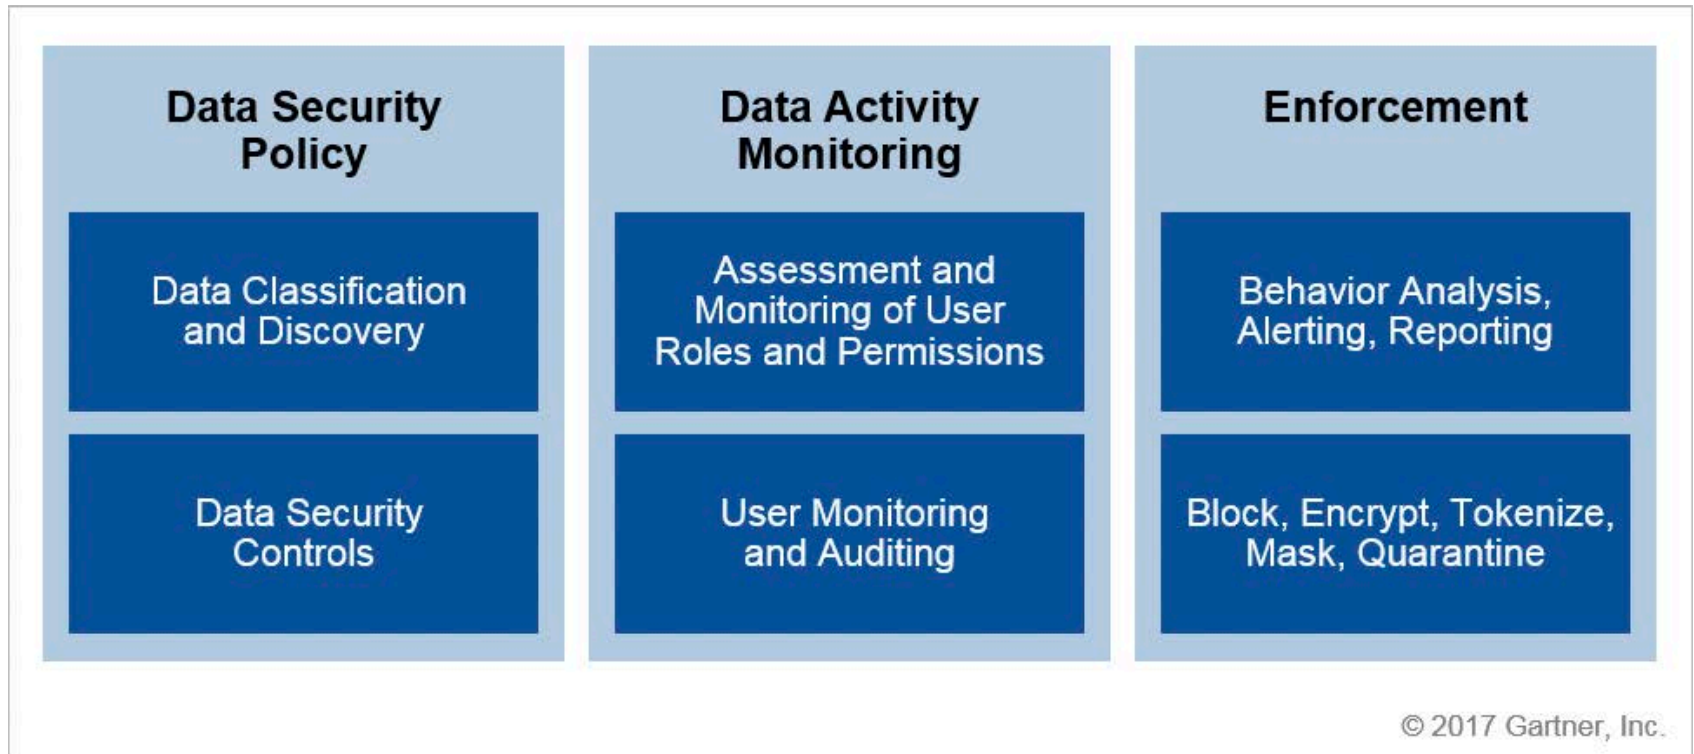 Data Security
Policy
Data Classification
and Discovery
Data Security
Controls
Data Activity
Monitoring
Assessment and
Monitoring of User
Roles and Permissions
User Monitoring
and Auditing
Enforcement
Behavior Analysis,
Alerting, Reporting
Block, Encrypt, Tokenize,
Mask, Quarantine
© 2017 Gartner, Inc.